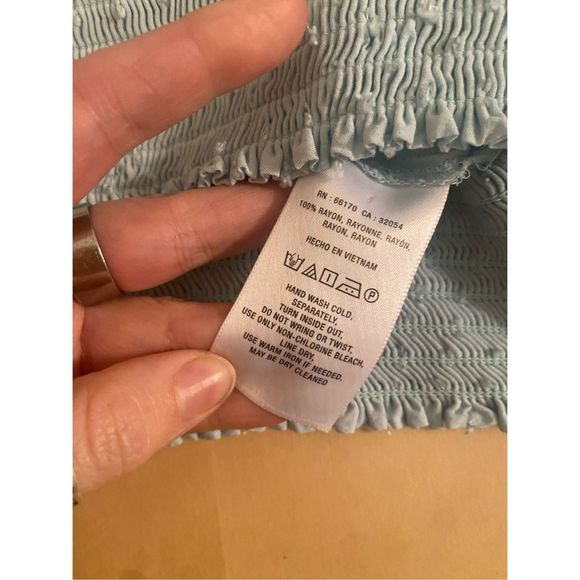 RN : 66170 CA : 32054
100% RAYON, RAYONNE, RAYÓN,
RAYON, RAYON
HECHO EN VIETNAM
P
HAND WASH COLD,
SEPARATELY,
TURN INSIDE OUT,
DO NOT WRING OR TWIST,
USE ONLY NON-CHLORINE BLEACH,
LINE DRY.
USE WARM IRON IF NEEDED.
MAY BE DRY CLEANED